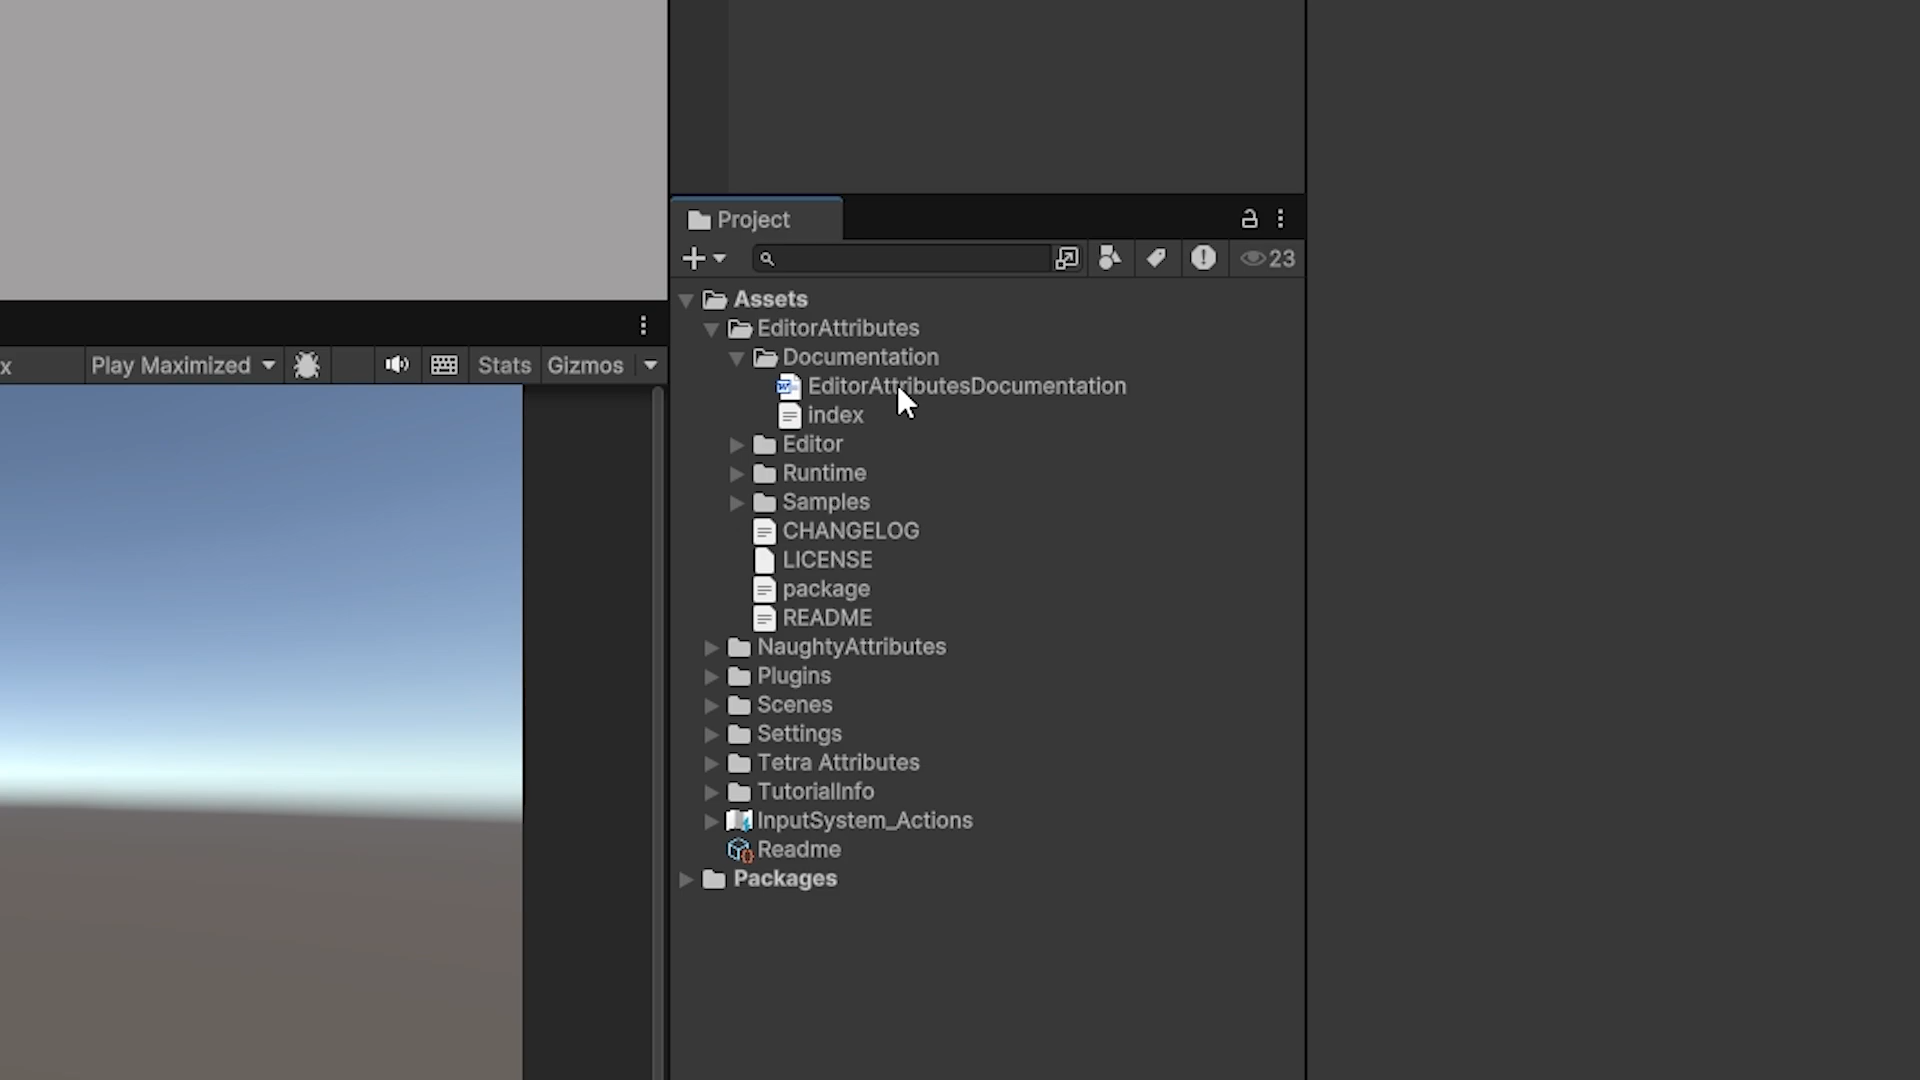 Project
23
Assets
EditorAttributes
Documentation
EditorAttributesDocumentation
index
Editor
Runtime
Samples
CHANGELOG
LICENSE
package
README
NaughtyAttributes
Plugins
Scenes
Settings
Tetra Attributes
TutorialInfo
InputSystem_Actions
Readme
Packages
x Play Maximized Stats Gizmos